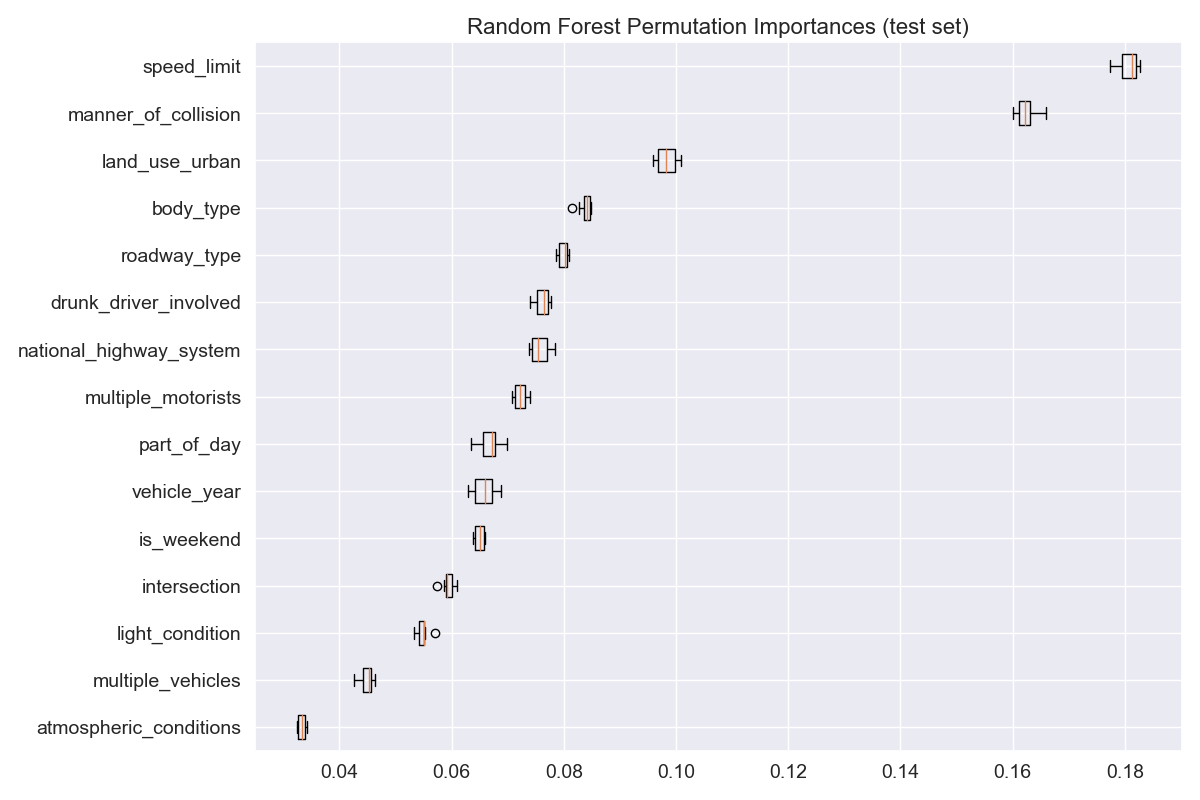 Random Forest Permutation Importances (test set)
speed_limit
manner_of_collision
land_use_urban
body_type
roadway_type
drunk_driver_involved
national_highway_system
multiple_motorists
part_of_day
vehicle_year
is_weekend
intersection
light_condition
multiple_vehicles
atmospheric_conditions
0.04 0.06 0.08 0.10 0.12 0.14 0.16 0.18